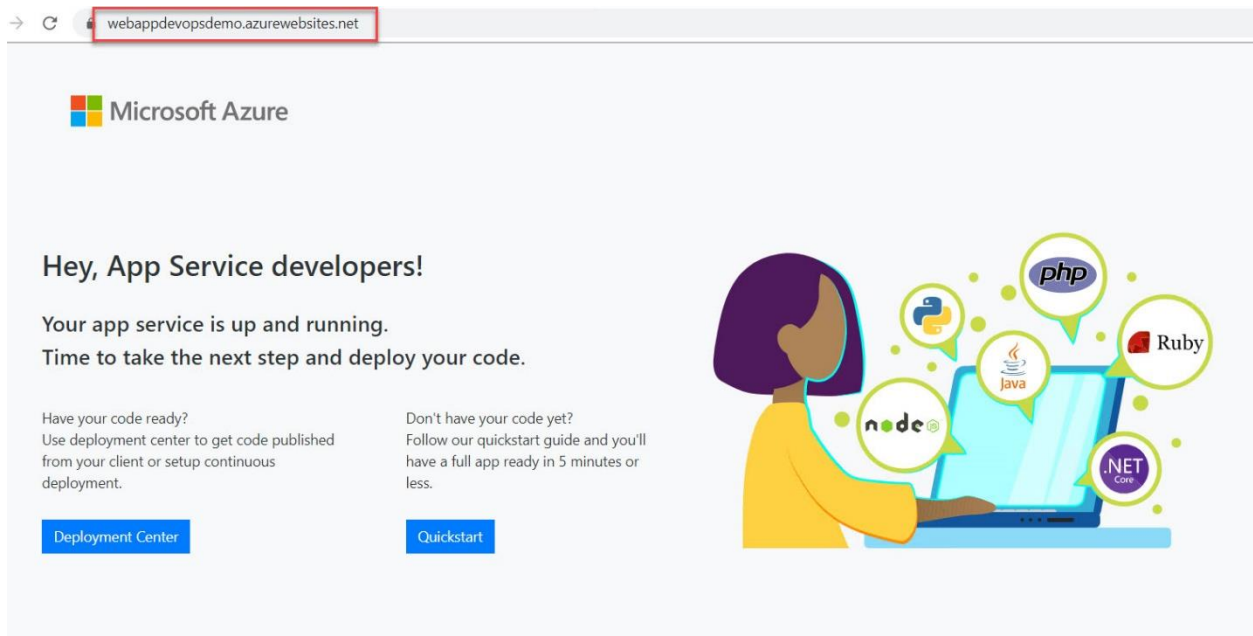 webappdevopsdemo.azurewebsites.net
Microsoft Azure
Hey, App Service developers!
Your app service is up and running.
Time to take the next step and deploy your code.
Have your code ready?
Use deployment center to get code published
from your client or setup continuous
deployment.
Deployment Center
Don't have your code yet?
Follow our quickstart guide and you'll
have a full app ready in 5 minutes or
less.
Quickstart
php
Ruby
Java
node JS
.NET
Core